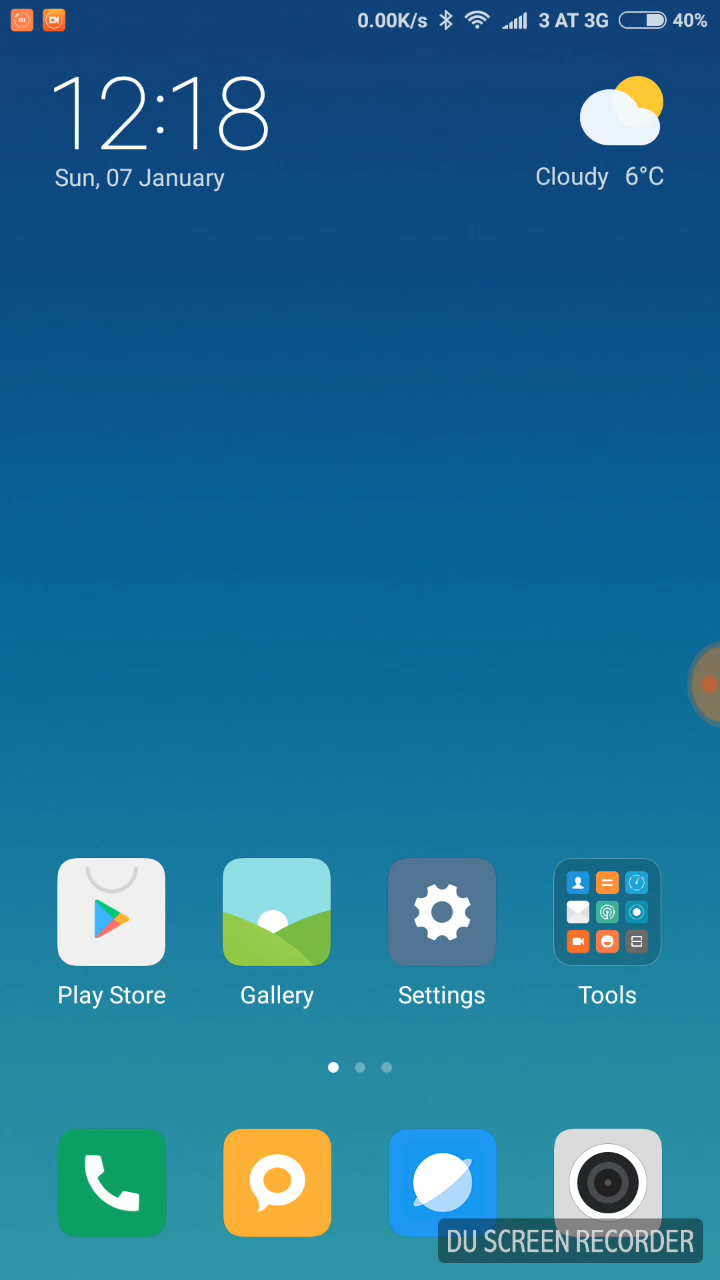 0.00K/s 3 AT 3G 40%
12:18
Sun, 07 January
Cloudy 6°C
Play Store Gallery Settings Tools
DU SCREEN RECORDER